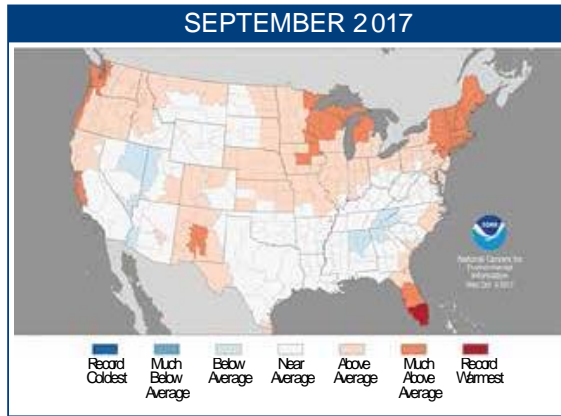 SEPTEMBER 2017
National Centers for
Environmental
Information
Record
Coldest
Much
Below
Average
Below
Average
Near
Average
Above
Average
Much
Above
Average
Record
Warmest